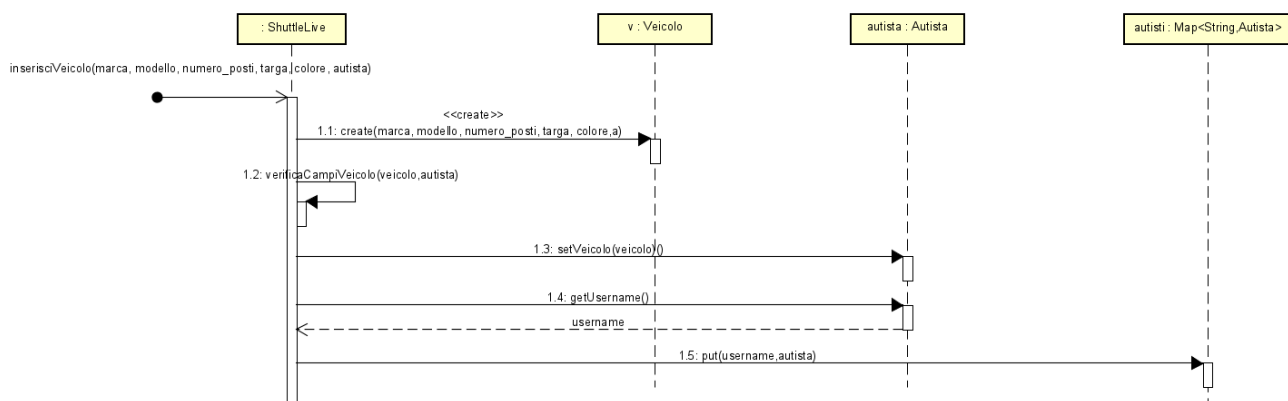 : ShuttleLive
v : Veicolo
autista : Autista
autisti : Map<String,Autista>
inserisciVeicolo(marca, modello, numero_posti, targa, colore, autista)
<<create>>
1.1: create(marca, modello, numero_posti, targa, colore,a)
1.2: verificaCampiVeicolo(veicolo,autista)
1.3: setVeicolo(veicolo)()
1.4: getUsername()
username
1.5: put(username,autista)